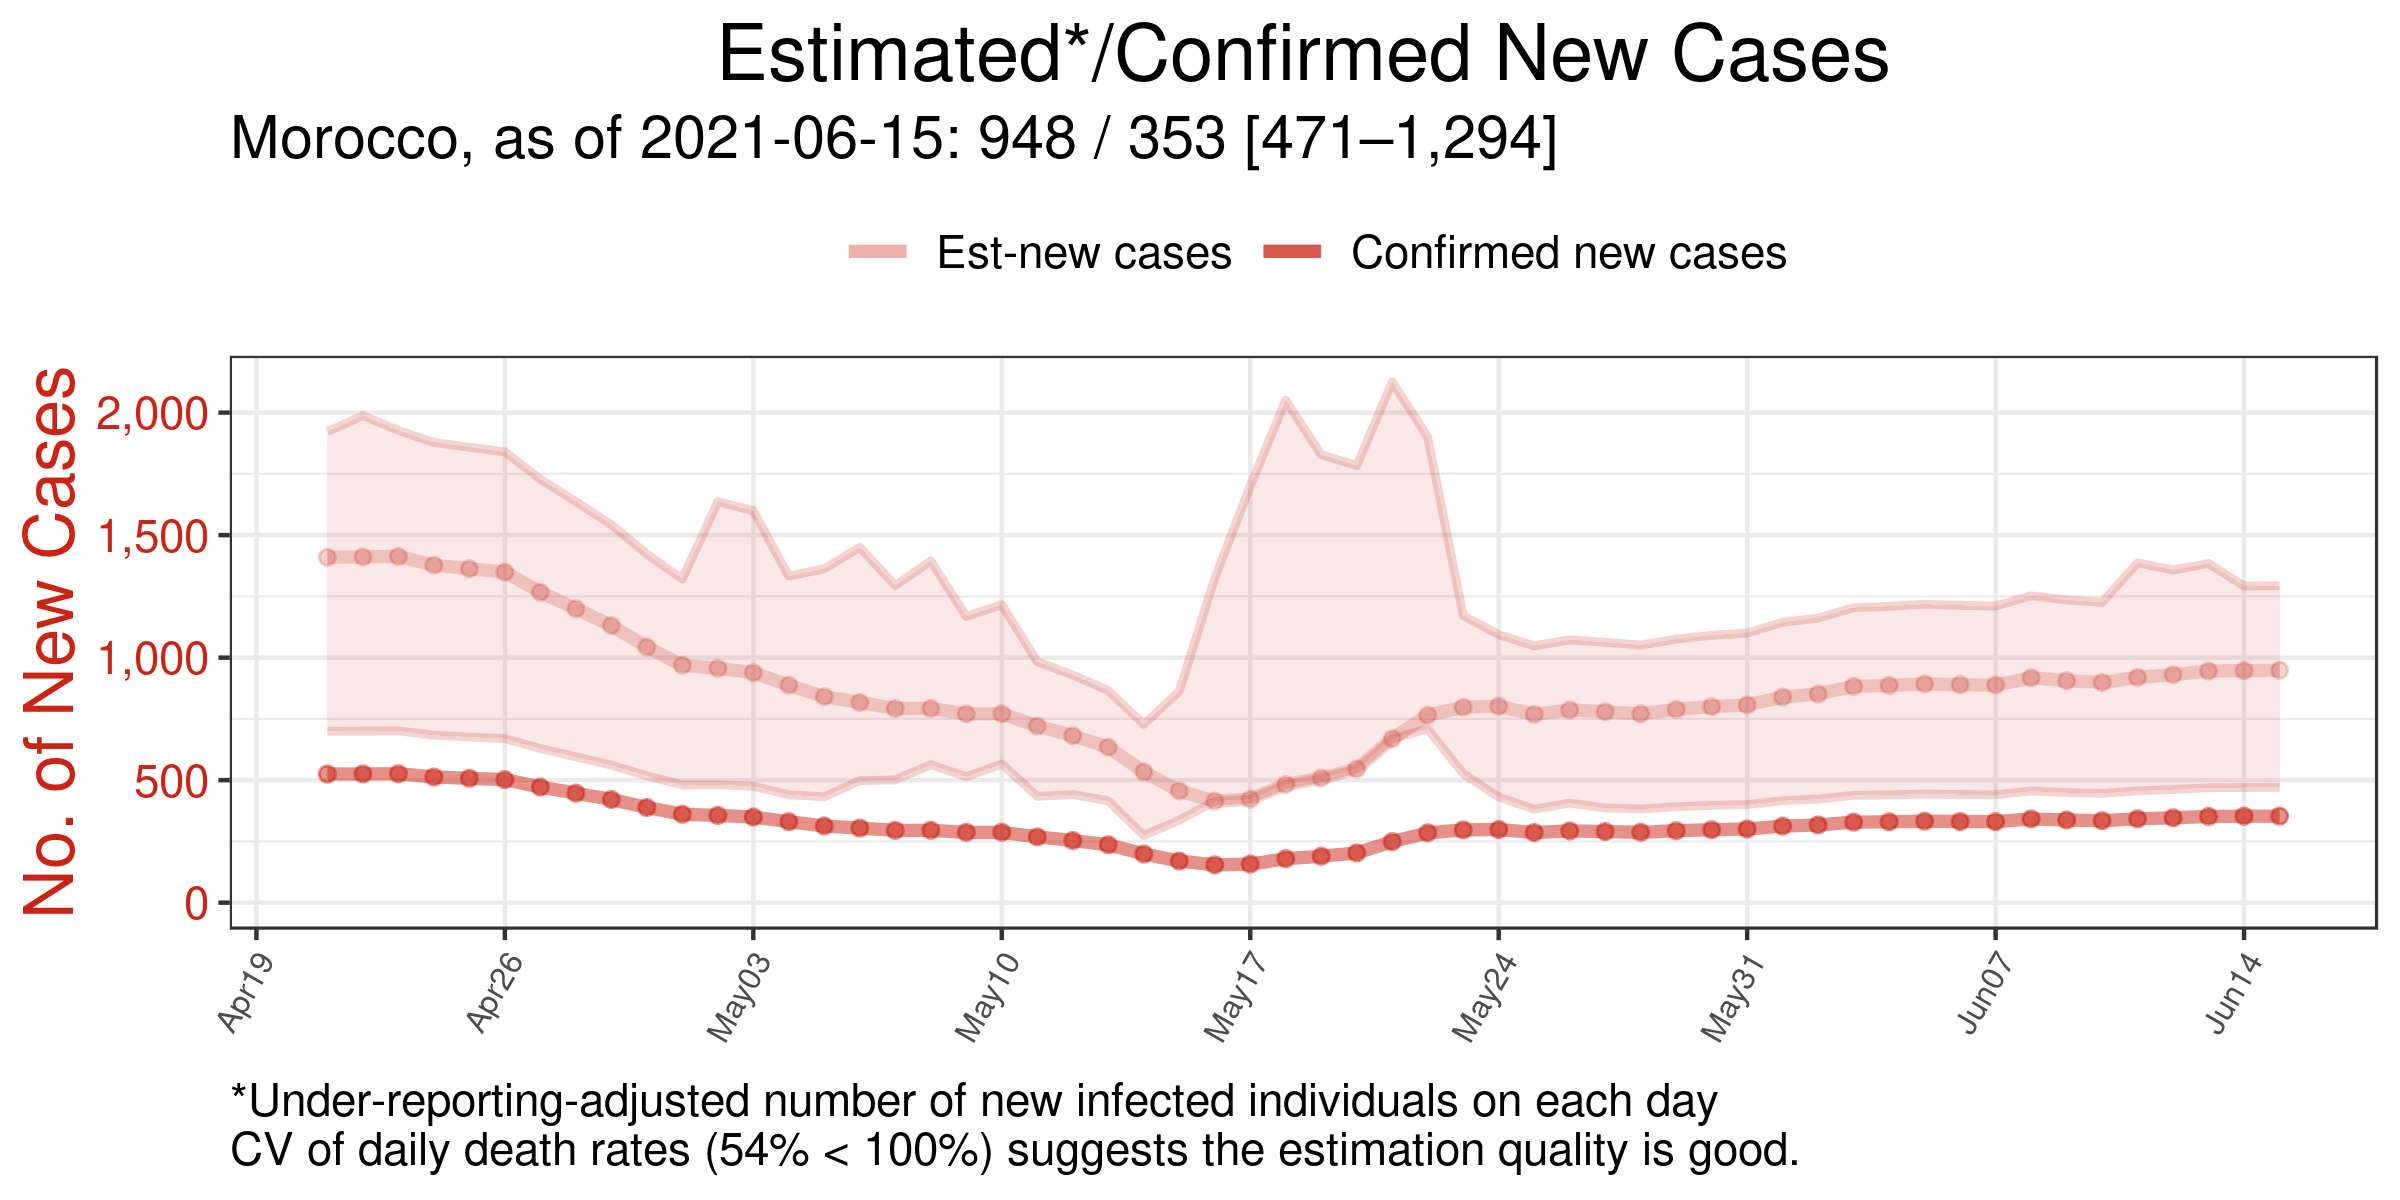 Estimated*/Confirmed New Cases
Morocco, as of 2021-06-15: 948 / 353 [471–1,294]
Est-new cases
Confirmed new cases
No. of New Cases
2,000
1,500
1,000
500
0
Apr19
Apr26
May03
May10
May17
May24
May31
Jun07
Jun14
*Under-reporting-adjusted number of new infected individuals on each day
CV of daily death rates (54% < 100%) suggests the estimation quality is good.